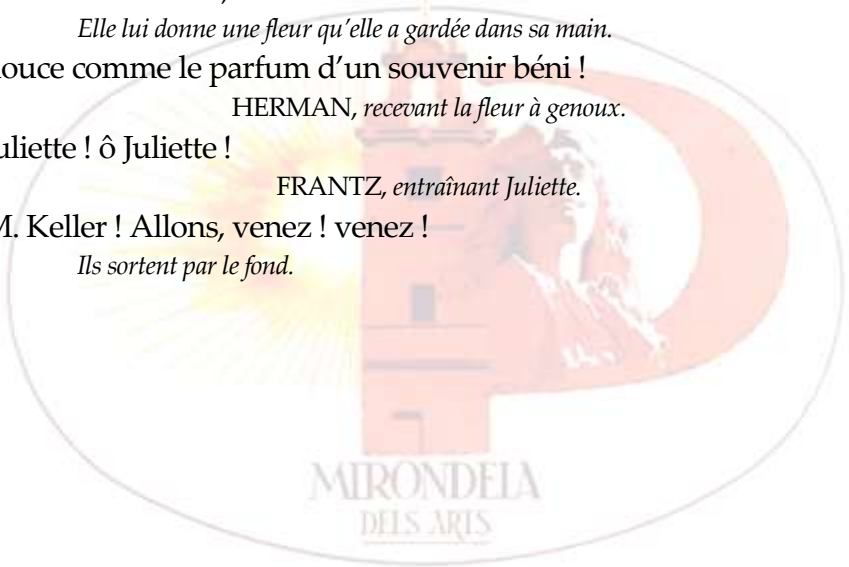 Elle lui donne une fleur qu’elle a gardée dans sa main.
douce comme le parfum d’un souvenir béni !
HERMAN, recevant la fleur à genoux.
uliette ! ô Juliette !
FRANTZ, entraînant Juliette.
M. Keller ! Allons, venez ! venez !
Ils sortent par le fond.
MIRONDELA
DELS ARTS